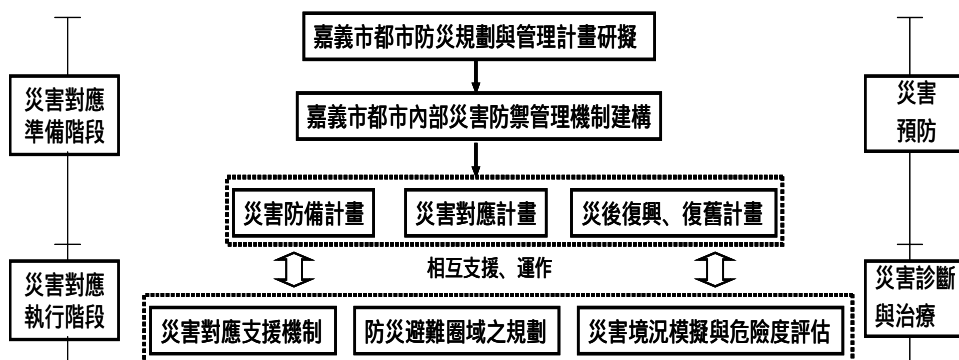 嘉義市都市防災規劃與管理計畫研擬
災害對應
準備階段
災害
預防
嘉義市都市內部災害防禦管理機制建構
災害防備計畫
災害對應計畫
災後復興、復舊計畫
相互支援、運作
災害對應
執行階段
災害診斷
與治療
災害對應支援機制
防災避難圈域之規劃
災害境況模擬與危險度評估